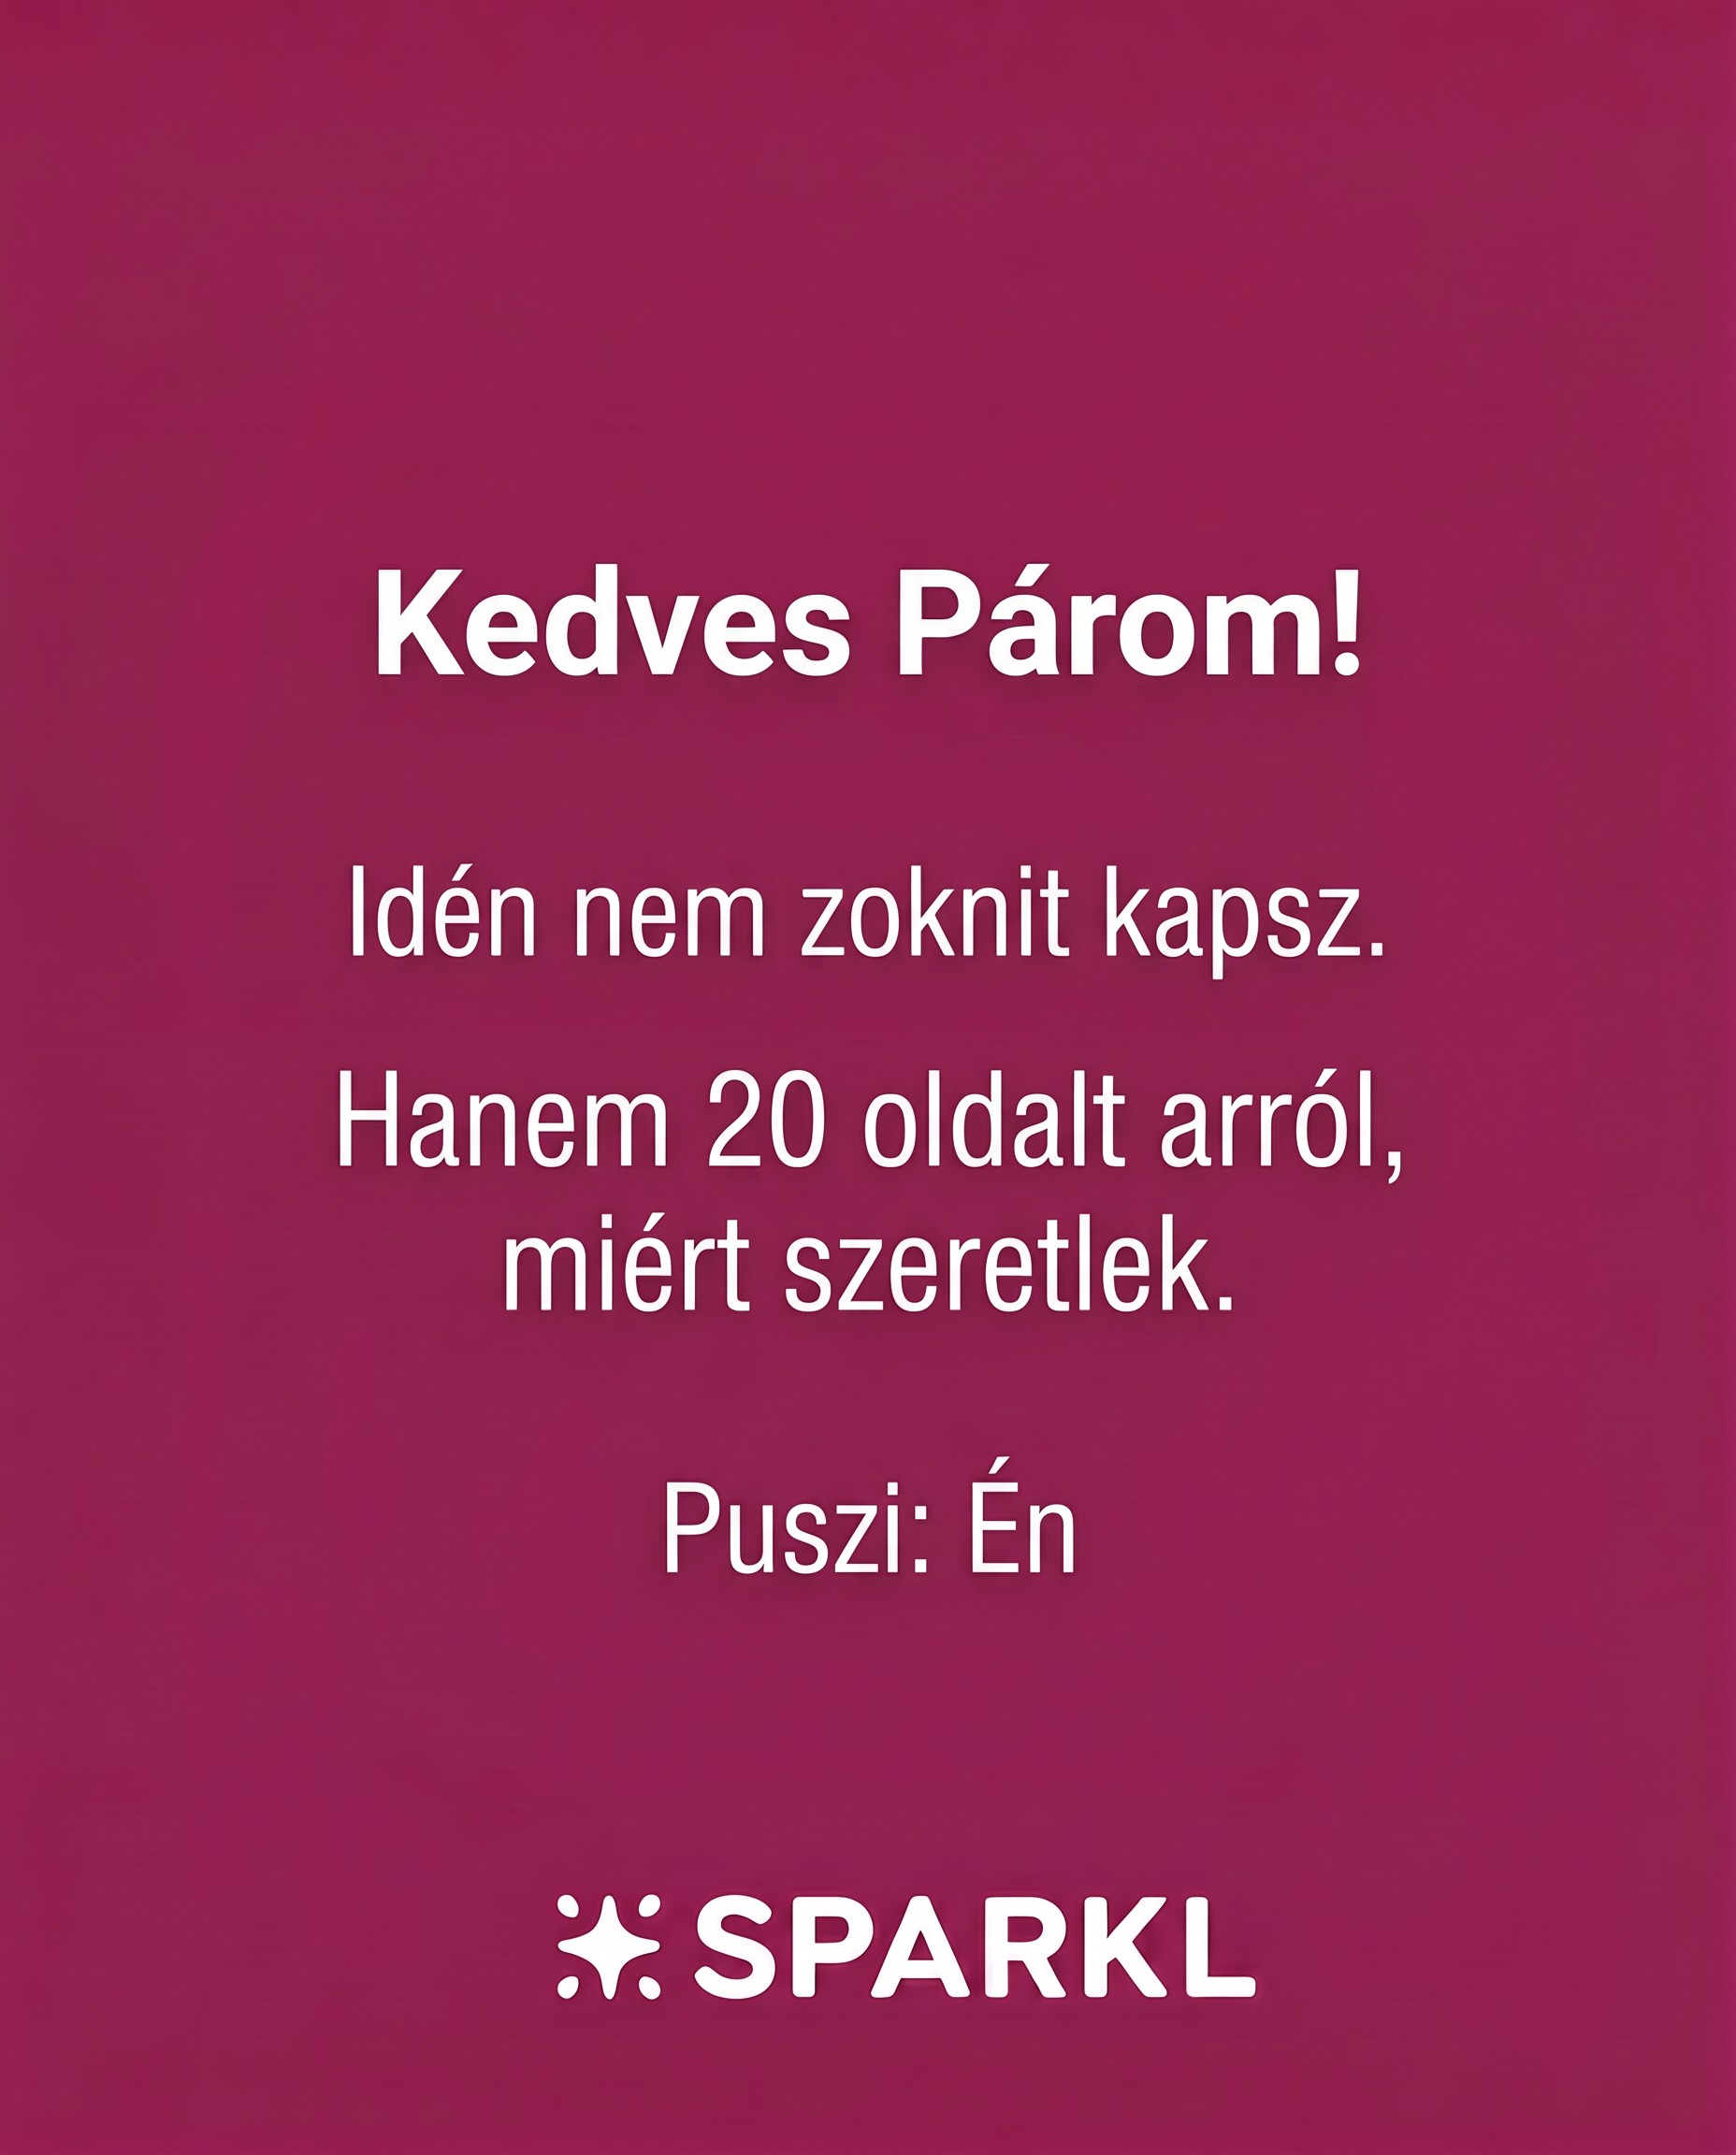 Kedves Párom!
Idén nem zoknit kapsz.
Hanem 20 oldalt arról,
miért szeretlek.
Puszi: Én
SPARKL